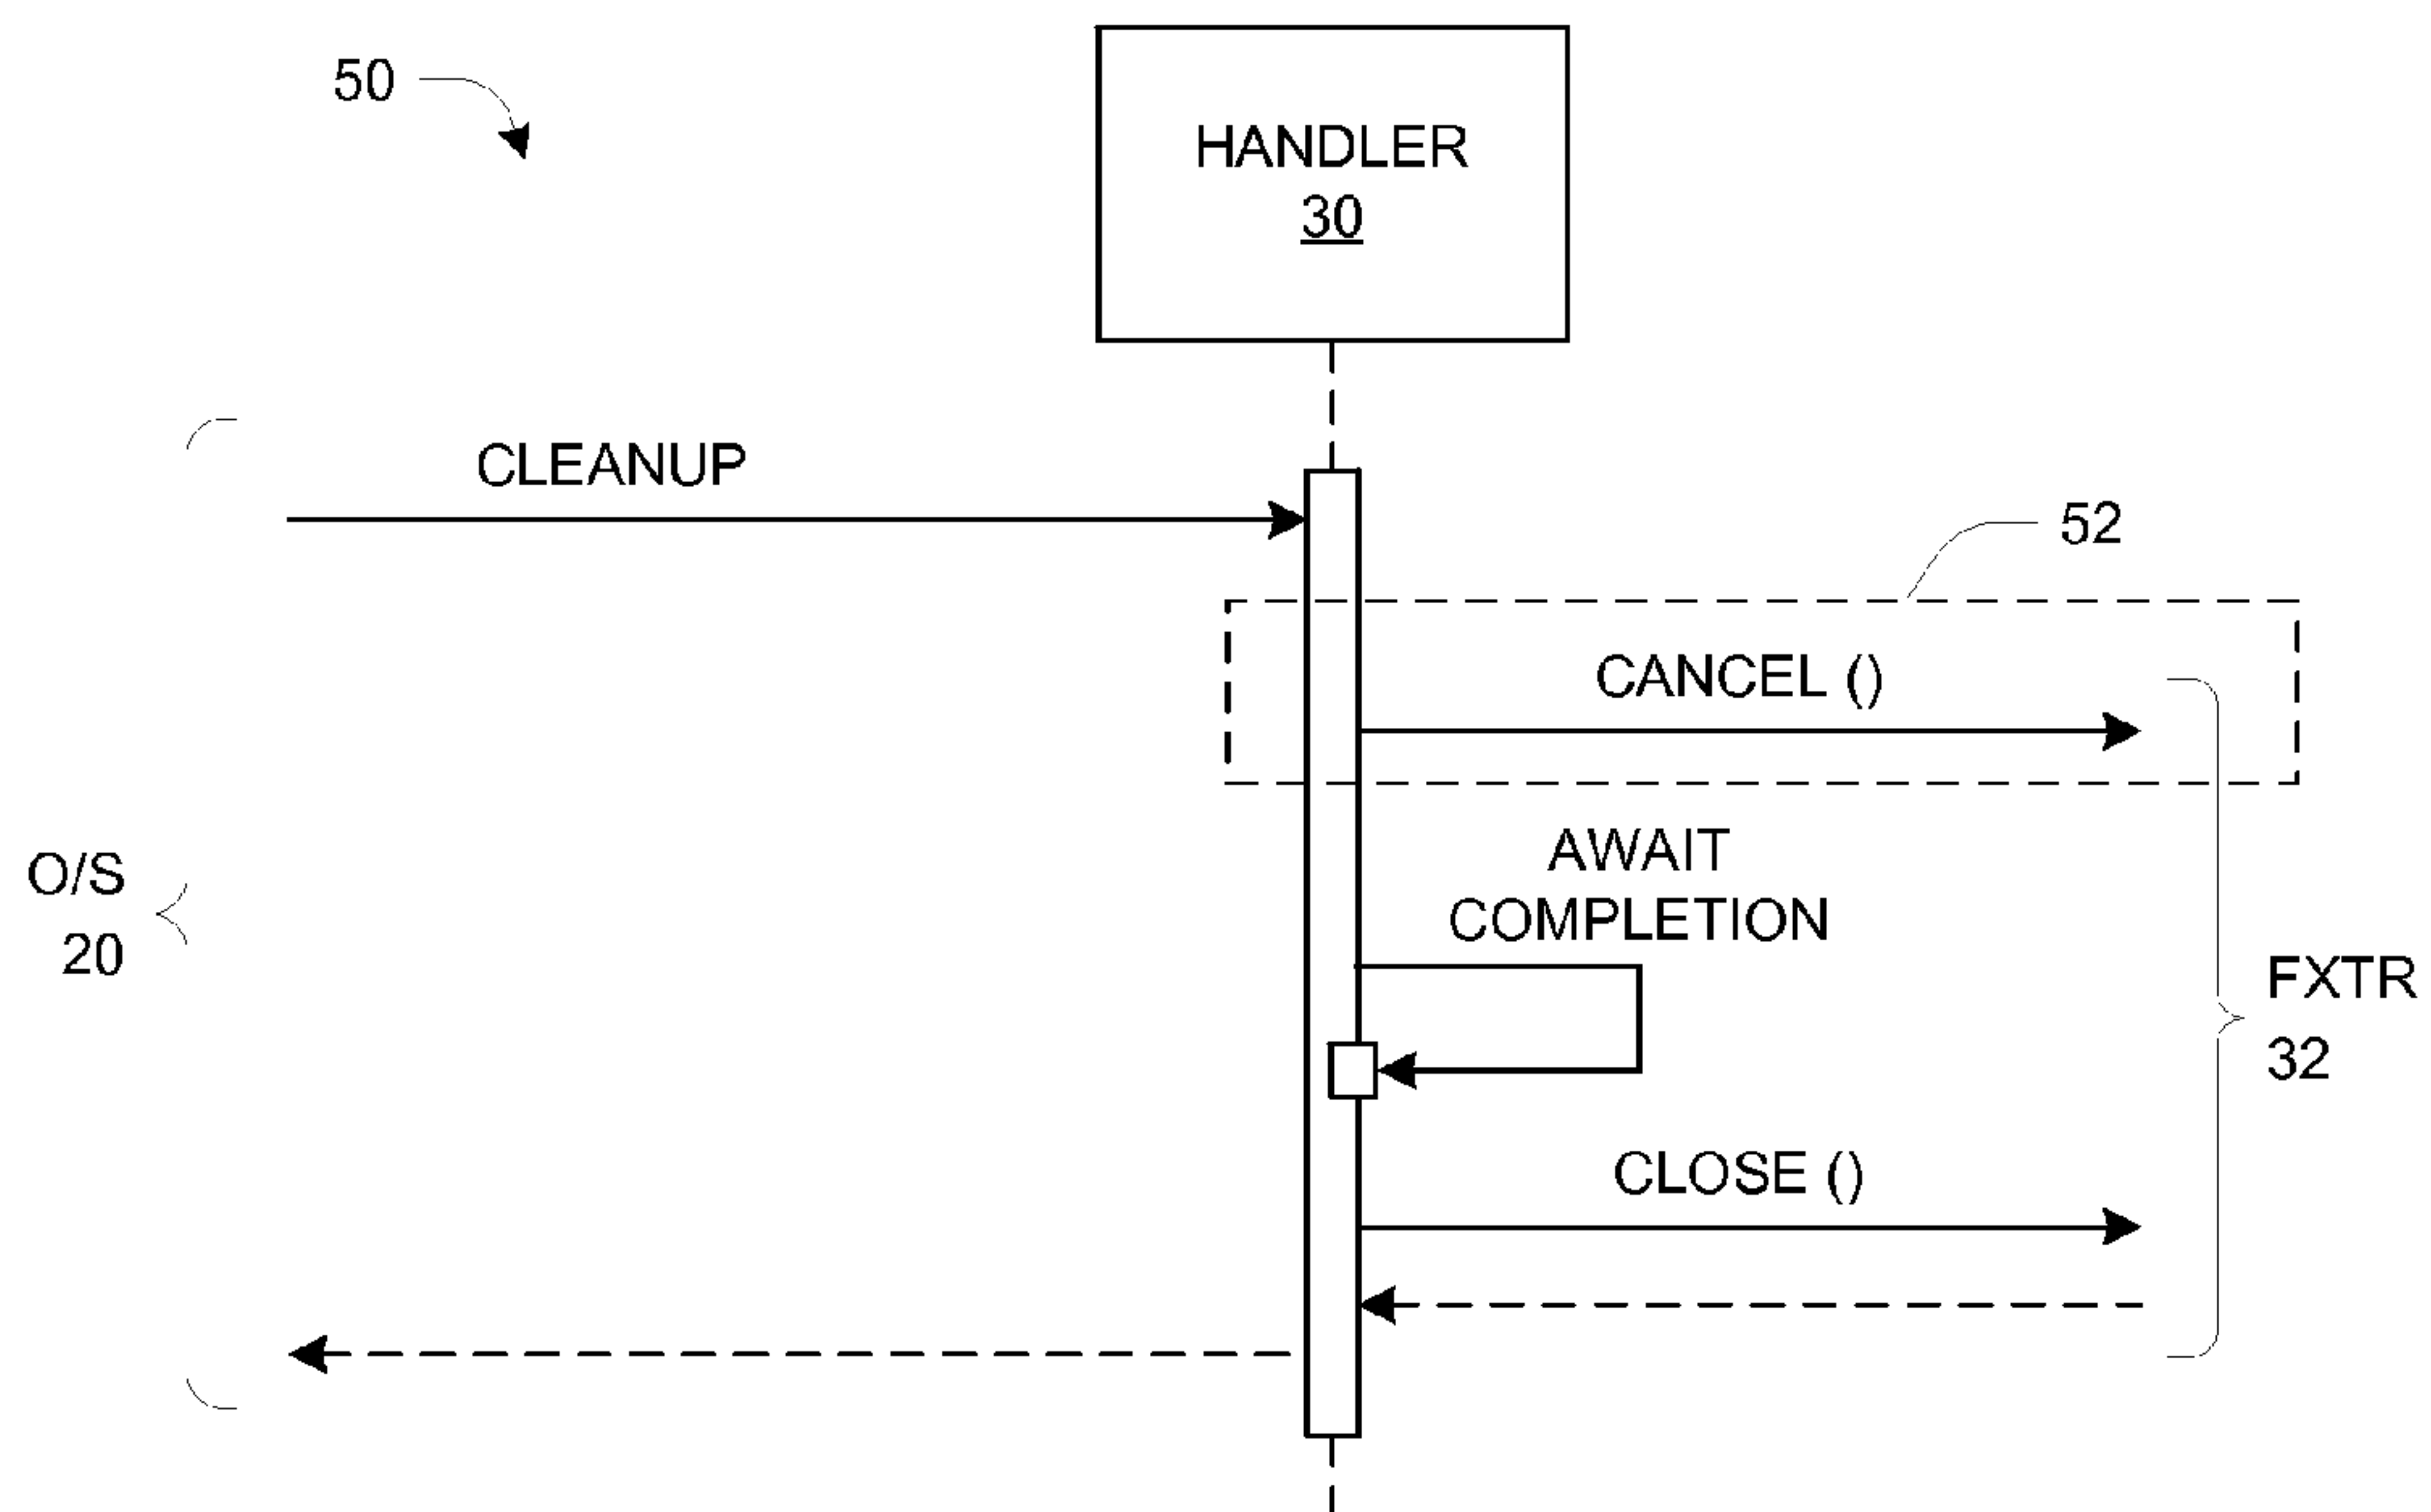 50
HANDLER
30
CLEANUP
52
CANCEL ()
AWAIT
COMPLETION
O/S
20
FXTR
32
CLOSE ()